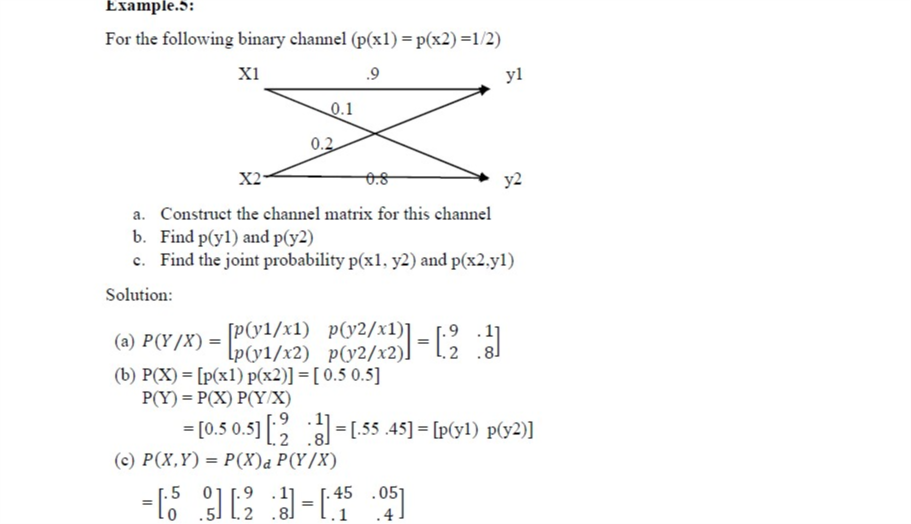 Example.5:
For the following binary channel (p(x1) = p(x2) =1/2)
X1 .9 y1
0.1
0.2
X2 0.8 y2
a. Construct the channel matrix for this channel
b. Find p(y1) and p(y2)
c. Find the joint probability p(x1, y2) and p(x2,y1)
Solution:
(a) P(Y/X) = [p(y1/x1) p(y2/x1)] = [.9 .1]
[p(y1/x2) p(y2/x2)] [.2 .8]
(b) P(X) = [p(x1) p(x2)] = [ 0.5 0.5]
P(Y) = P(X) P(Y/X)
= [0.5 0.5] [.9 .1] = [.55 .45] = [p(y1) p(y2)]
[.2 .8]
(c) P(X,Y) = P(X)d P(Y/X)
= [.5 0] [.9 .1] = [.45 .05]
[0 .5] [.2 .8] [.1 .4]